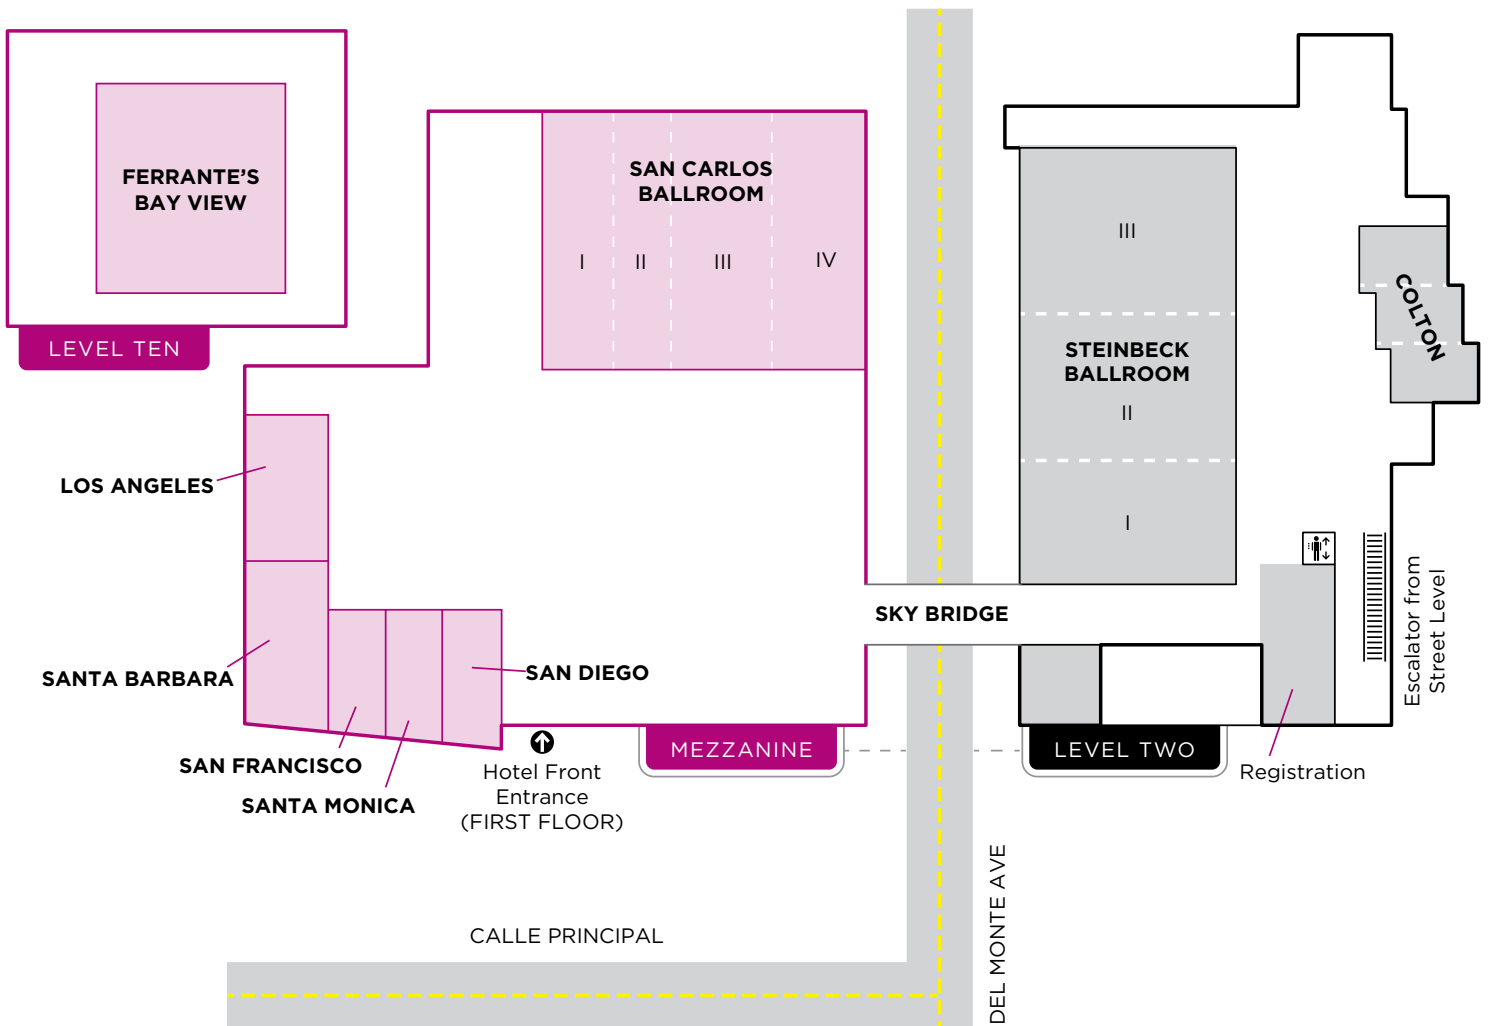 FERRANTE'S
BAY VIEW
LEVEL TEN
SAN CARLOS
BALLROOM
I
II
III
IV
LOS ANGELES
SANTA BARBARA
SAN FRANCISCO
SANTA MONICA
SAN DIEGO
Hotel Front
Entrance
(FIRST FLOOR)
MEZZANINE
SKY BRIDGE
III
STEINBECK
BALLROOM
II
I
COLTON
Escalator from
Street Level
LEVEL TWO
Registration
CALLE PRINCIPAL
DEL MONTE AVE